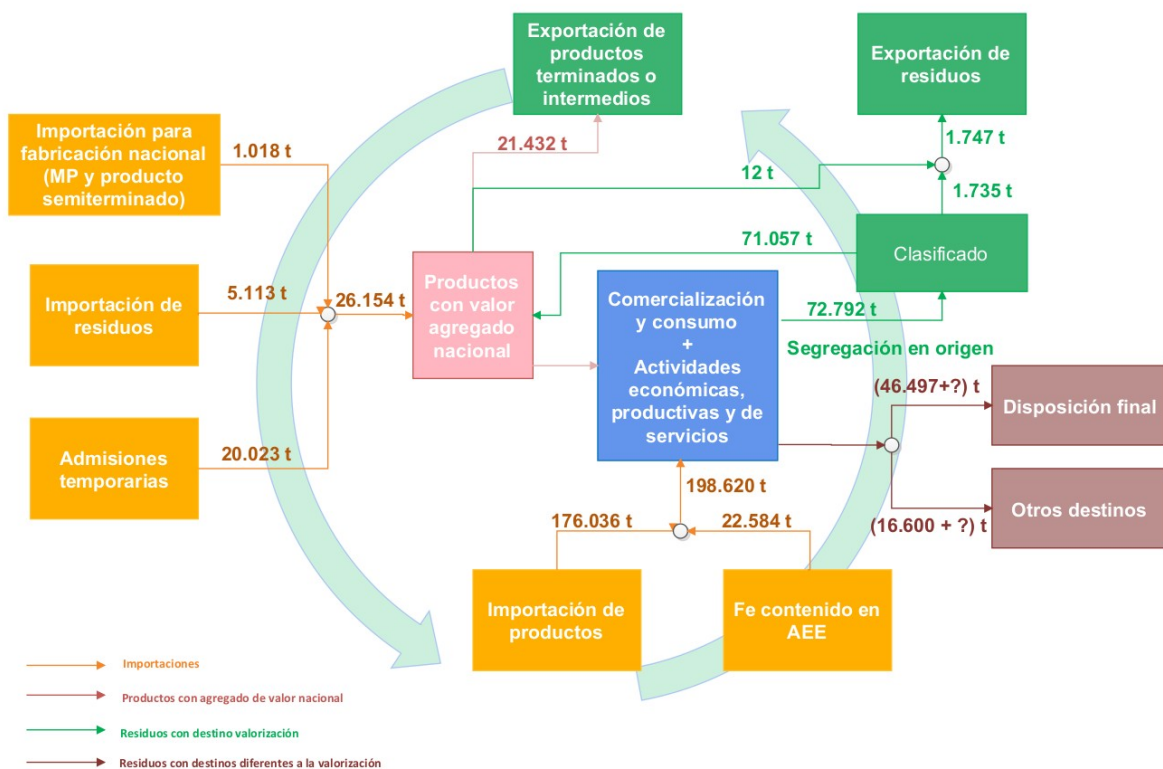 Exportación de
productos
terminados o
intermedios
Exportación de
residuos
Importación para
fabricación nacional
(MP y producto
semiterminado)
1.018 t
21.432 t
1.747 t
12 t
1.735 t
71.057 t
Clasificado
Importación de
residuos
5.113 t
26.154 t
Productos
con valor
agregado
nacional
Comercialización
y consumo
+
Actividades
económicas,
productivas y de
servicios
72.792 t
Segregación en origen
(46.497+?) t
Disposición final
Admisiones
temporarias
20.023 t
198.620 t
Otros destinos
(16.600 + ?) t
176.036 t
22.584 t
Importación de
productos
Fe contenido en
AEE
Importaciones
Productos con agregado de valor nacional
Residuos con destino valorización
Residuos con destinos diferentes a la valorización